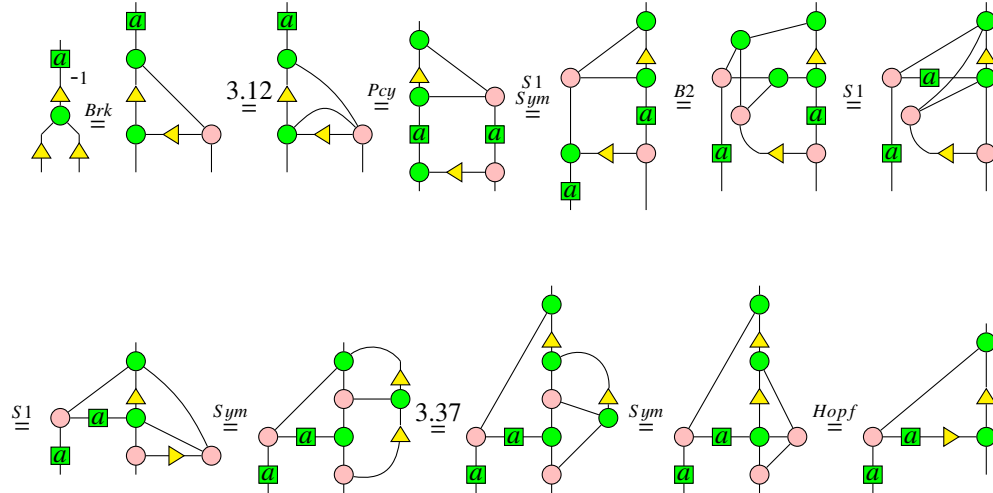 a a a
-1 a a
Brk = 3.12 = Pcy = S1 Sym = B2 = S1 =
a a a a a a a
S1 = a a Sym = a a 3.37 = a a Sym = a a Hopf = a a